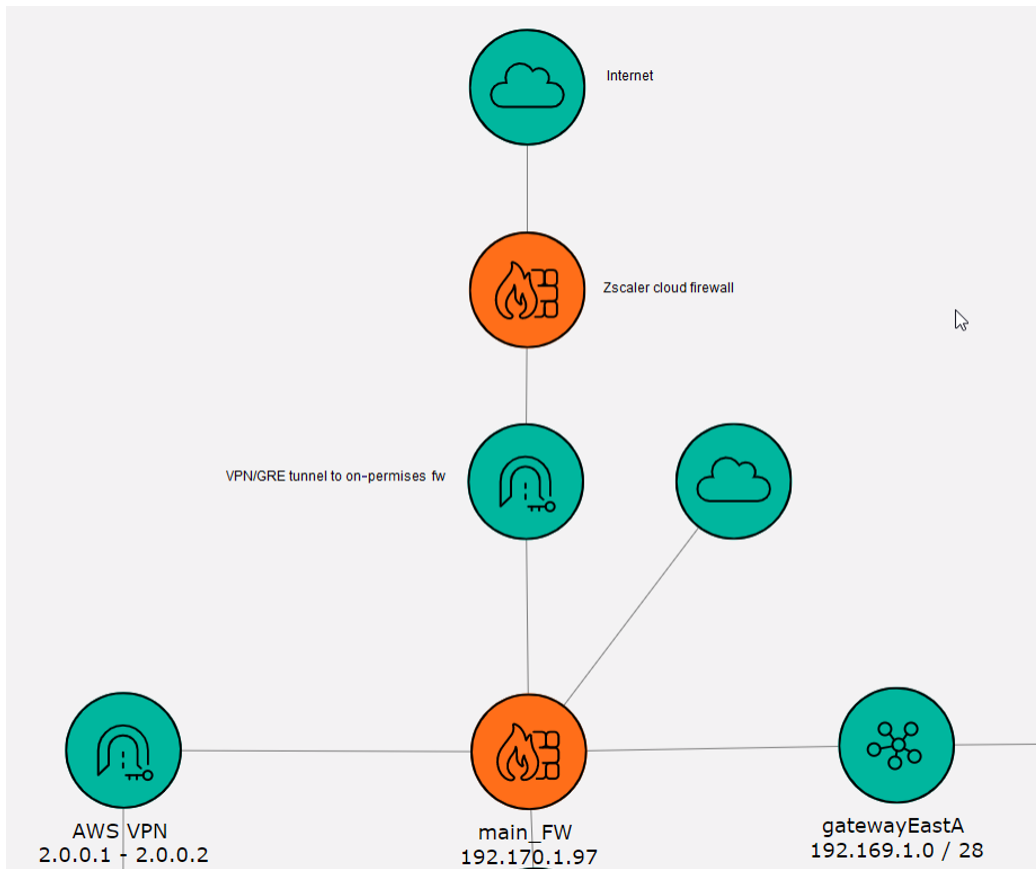 Internet
Zscaler cloud firewall
VPN/GRE tunnel to on-permises fw
AWS VPN
2.0.0.1 - 2.0.0.2
main_FW
192.170.1.97
gatewayEastA
192.169.1.0 / 28